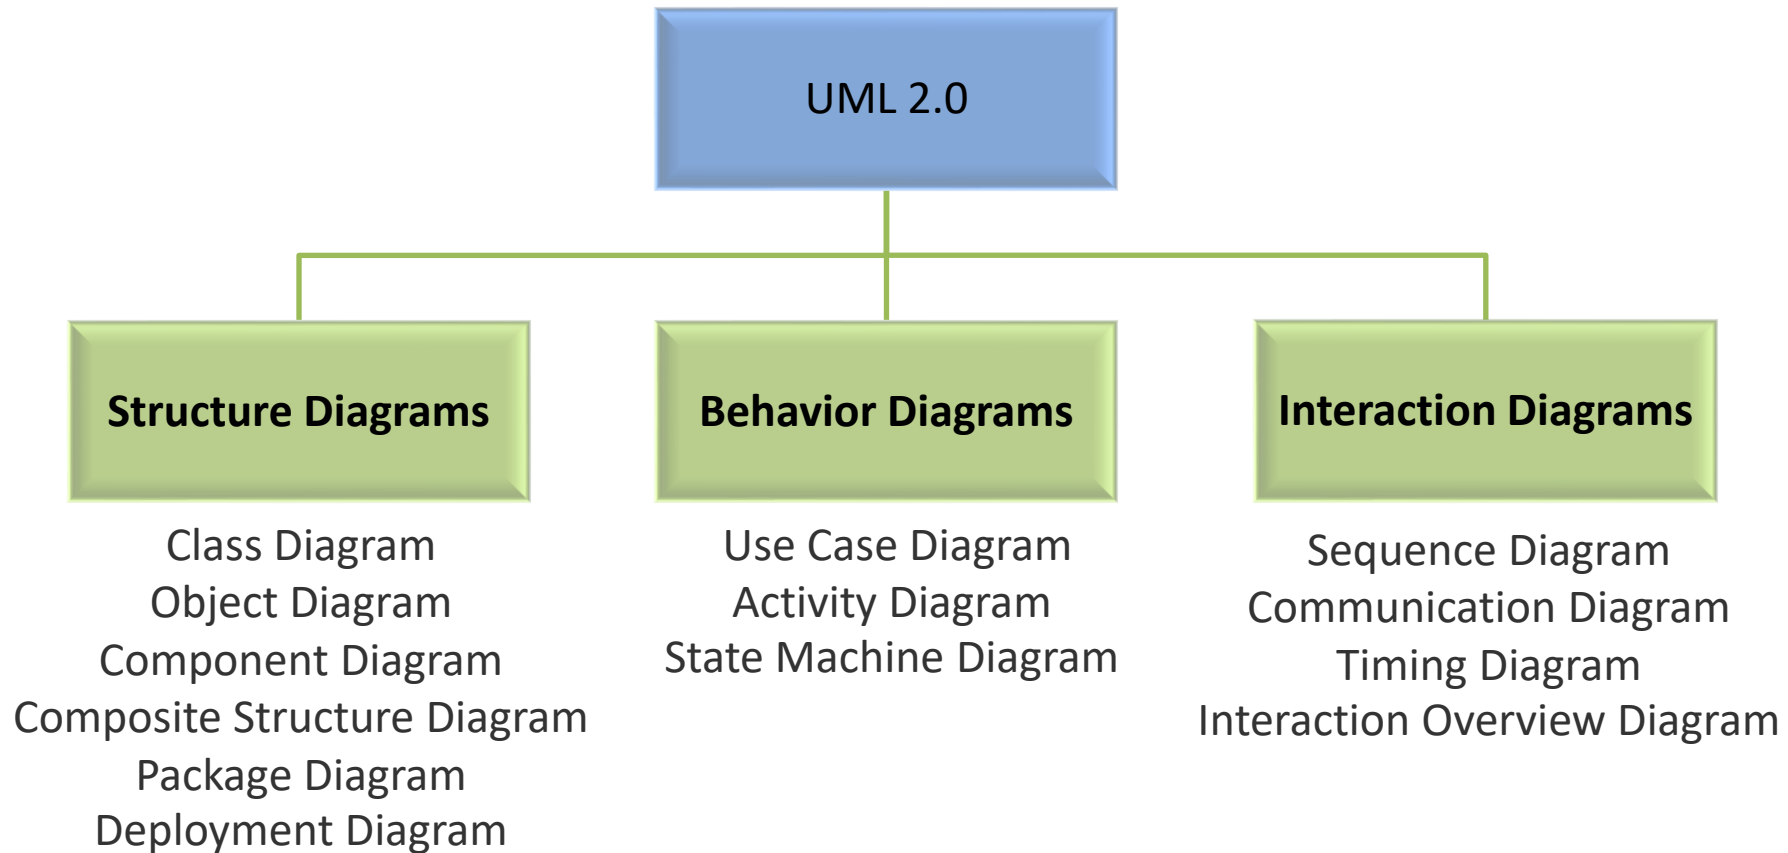 UML 2.0
Structure Diagrams
Class Diagram
Object Diagram
Component Diagram
Composite Structure Diagram
Package Diagram
Deployment Diagram
Behavior Diagrams
Use Case Diagram
Activity Diagram
State Machine Diagram
Interaction Diagrams
Sequence Diagram
Communication Diagram
Timing Diagram
Interaction Overview Diagram